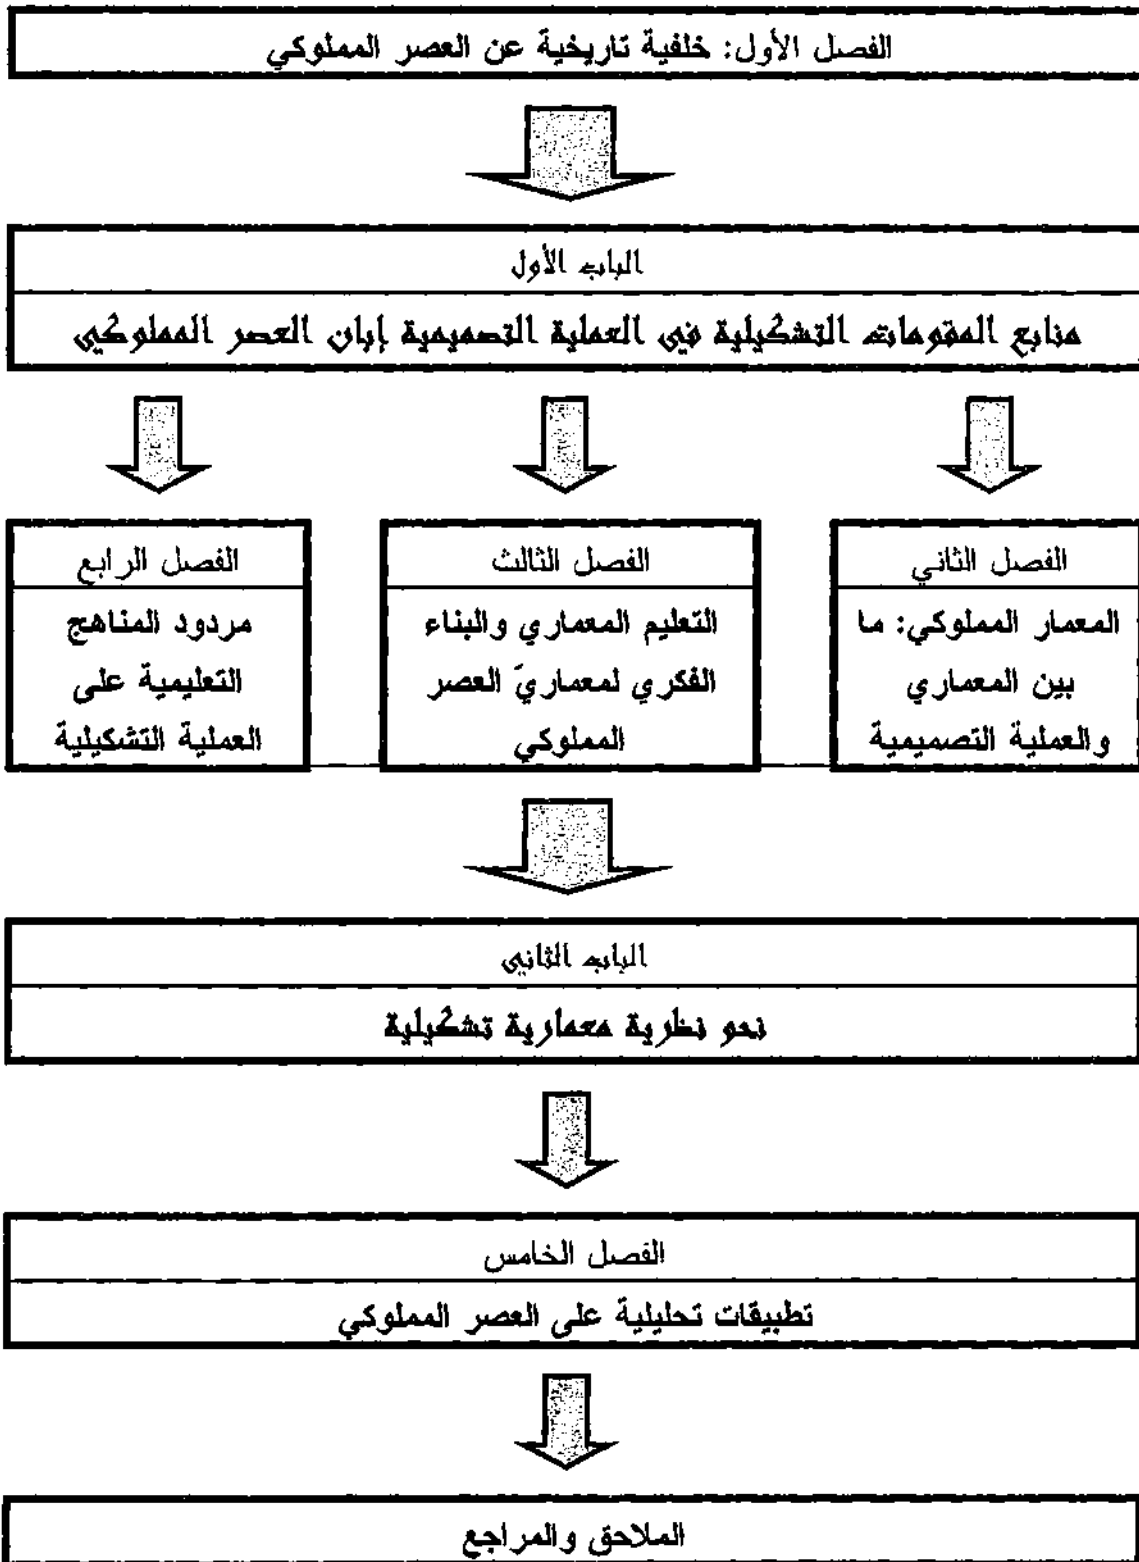 الفصل الأول: خلفية تاريخية عن العصر المملوكي
الباب الأول
منابع المقومات التشكيلية في العملية التصميمية إبان العصر المملوكي
الفصل الثاني
المعمار المملوكي: ما
بين المعماري
والعملية التصميمية
الفصل الثالث
التعليم المعماري والبناء
الفكري لمعماريَ العصر
المملوكي
الفصل الرابع
مردود المناهج
التعليمية على
العملية التشكيلية
الباب الثاني
نحو نظرية معمارية تشكيلية
الفصل الخامس
تطبيقات تحليلية على العصر المملوكي
الملاحق والمراجع